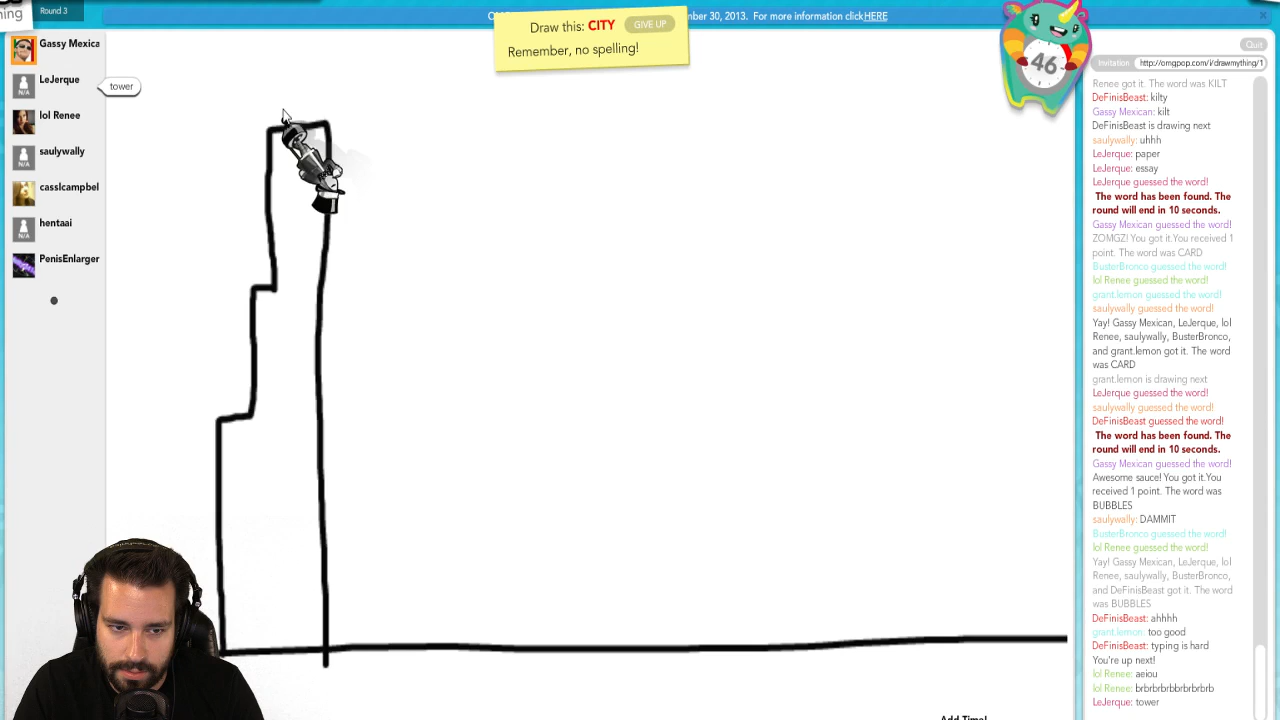 hing
Round 3
Draw this: CITY
GIVE UP
Remember, no spelling!
mber 30, 2013. For more information click HERE
46
Quit
Invitation
http://omgpop.com/i/drawmything/1
Gassy Mexica
LeJerque
tower
lol Renee
saulywally
casslcampbel
hentaai
PenisEnlarger
N/A
N/A
N/A
N/A
Renee got it. The word was KILT
DeFinisBeast: kilty
Gassy Mexican: kilt
DeFinisBeast is drawing next
saulywally: uhhh
LeJerque: paper
LeJerque: essay
LeJerque guessed the word!
The word has been found. The
round will end in 10 seconds.
Gassy Mexican guessed the word!
ZOMGZ! You got it.You received 1
point. The word was CARD
BusterBronco guessed the word!
lol Renee guessed the word!
grant.lemon guessed the word!
saulywally guessed the word!
Yay! Gassy Mexican, LeJerque, lol
Renee, saulywally, BusterBronco,
and grant.lemon got it. The word
was CARD
grant.lemon is drawing next
LeJerque guessed the word!
saulywally guessed the word!
DeFinisBeast guessed the word!
The word has been found. The
round will end in 10 seconds.
Gassy Mexican guessed the word!
Awesome sauce! You got it.You
received 1 point. The word was
BUBBLES
saulywally: DAMMIT
BusterBronco guessed the word!
lol Renee guessed the word!
Yay! Gassy Mexican, LeJerque, lol
Renee, saulywally, BusterBronco,
and DeFinisBeast got it. The word
was BUBBLES
DeFinisBeast: ahhhh
grant.lemon: too good
DeFinisBeast: typing is hard
You're up next!
lol Renee: aeiou
lol Renee: brbrbrbrbbrbrbrb
LeJerque: tower
Add Time!